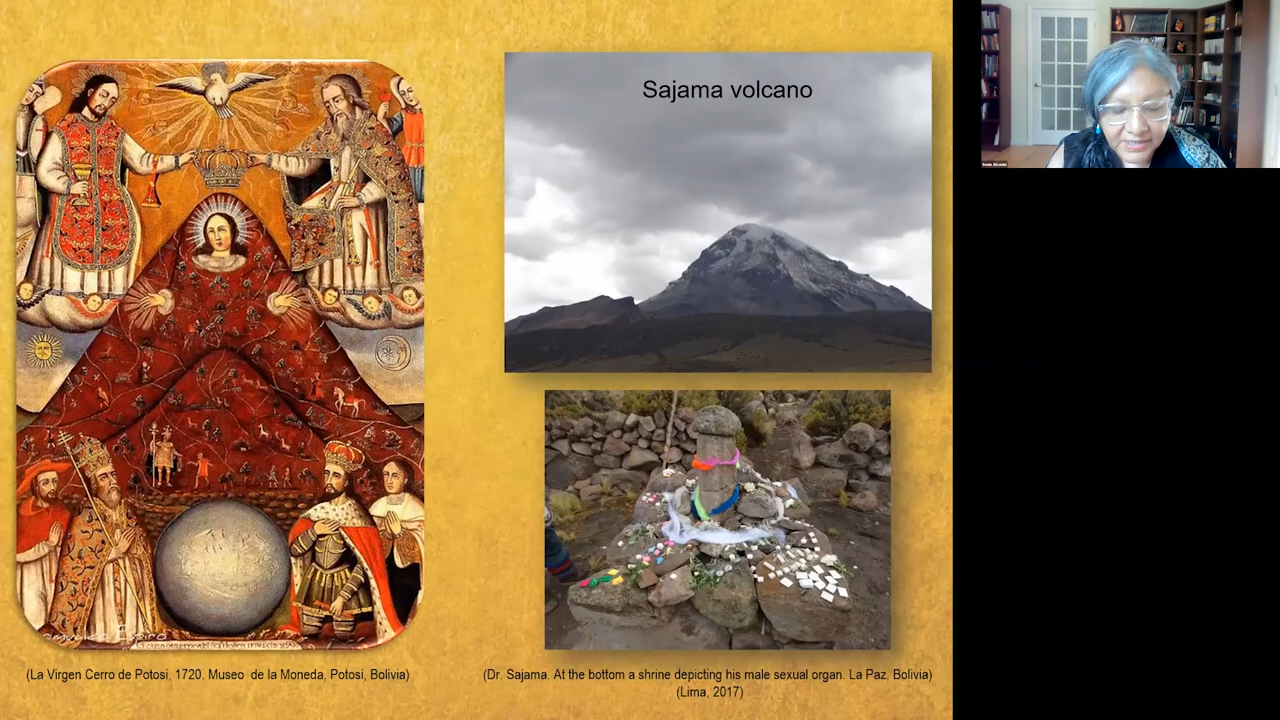 Sajama volcano
(La Virgen Cerro de Potosi, 1720. Museo de la Moneda, Potosi, Bolivia)
(Dr. Sajama. At the bottom a shrine depicting his male sexual organ. La Paz, Bolivia)
(Lima, 2017)